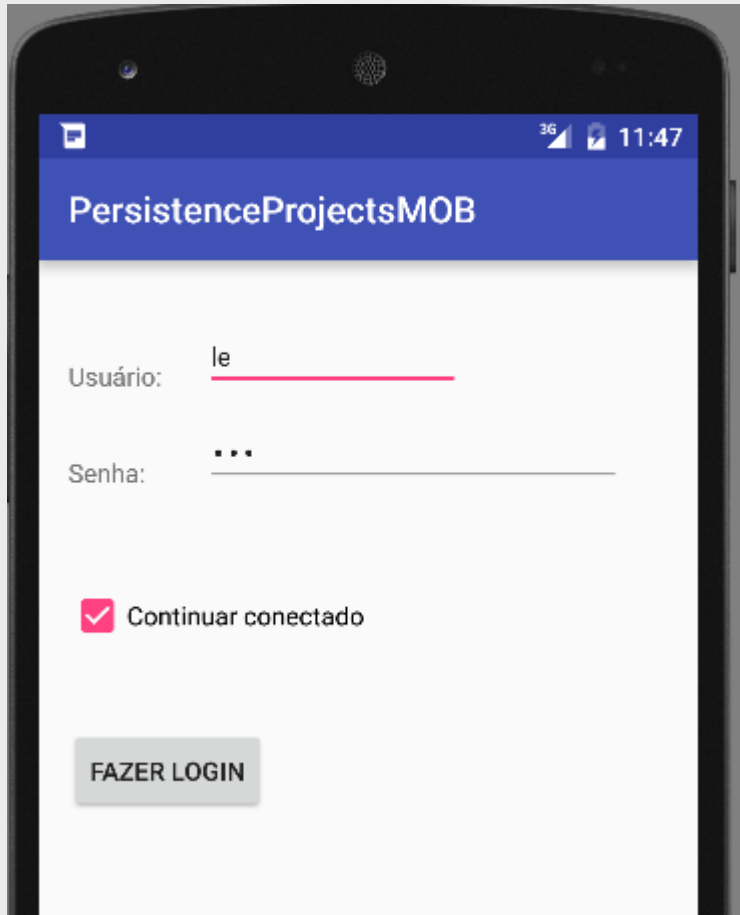 3G 11:47
PersistenceProjectsMOB
Usuário: le
Senha: •••
Continuar conectado
FAZER LOGIN